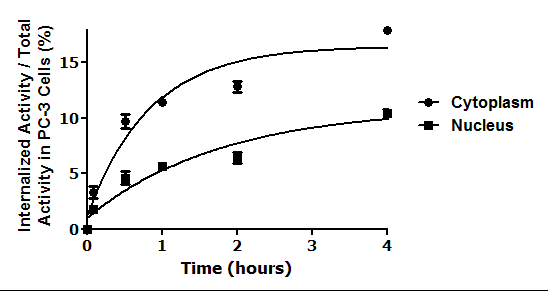 Internalized Activity / Total
Activity in PC-3 Cells (%)
15
10
5
0
0 1 2 3 4
Time (hours)
Cytoplasm
Nucleus